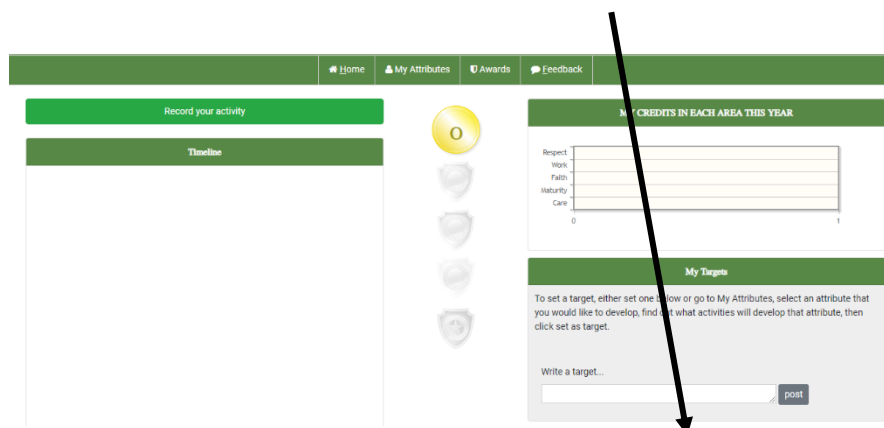 Home My Attributes Awards Feedback
Record your activity
Timeline
0
MY CREDITS IN EACH AREA THIS YEAR
Respect
Work
Faith
Maturity
Care
0 1
My Targets
To set a target, either set one below or go to My Attributes, select an attribute that
you would like to develop, find out what activities will develop that attribute, then
click set as target.
Write a target...
post